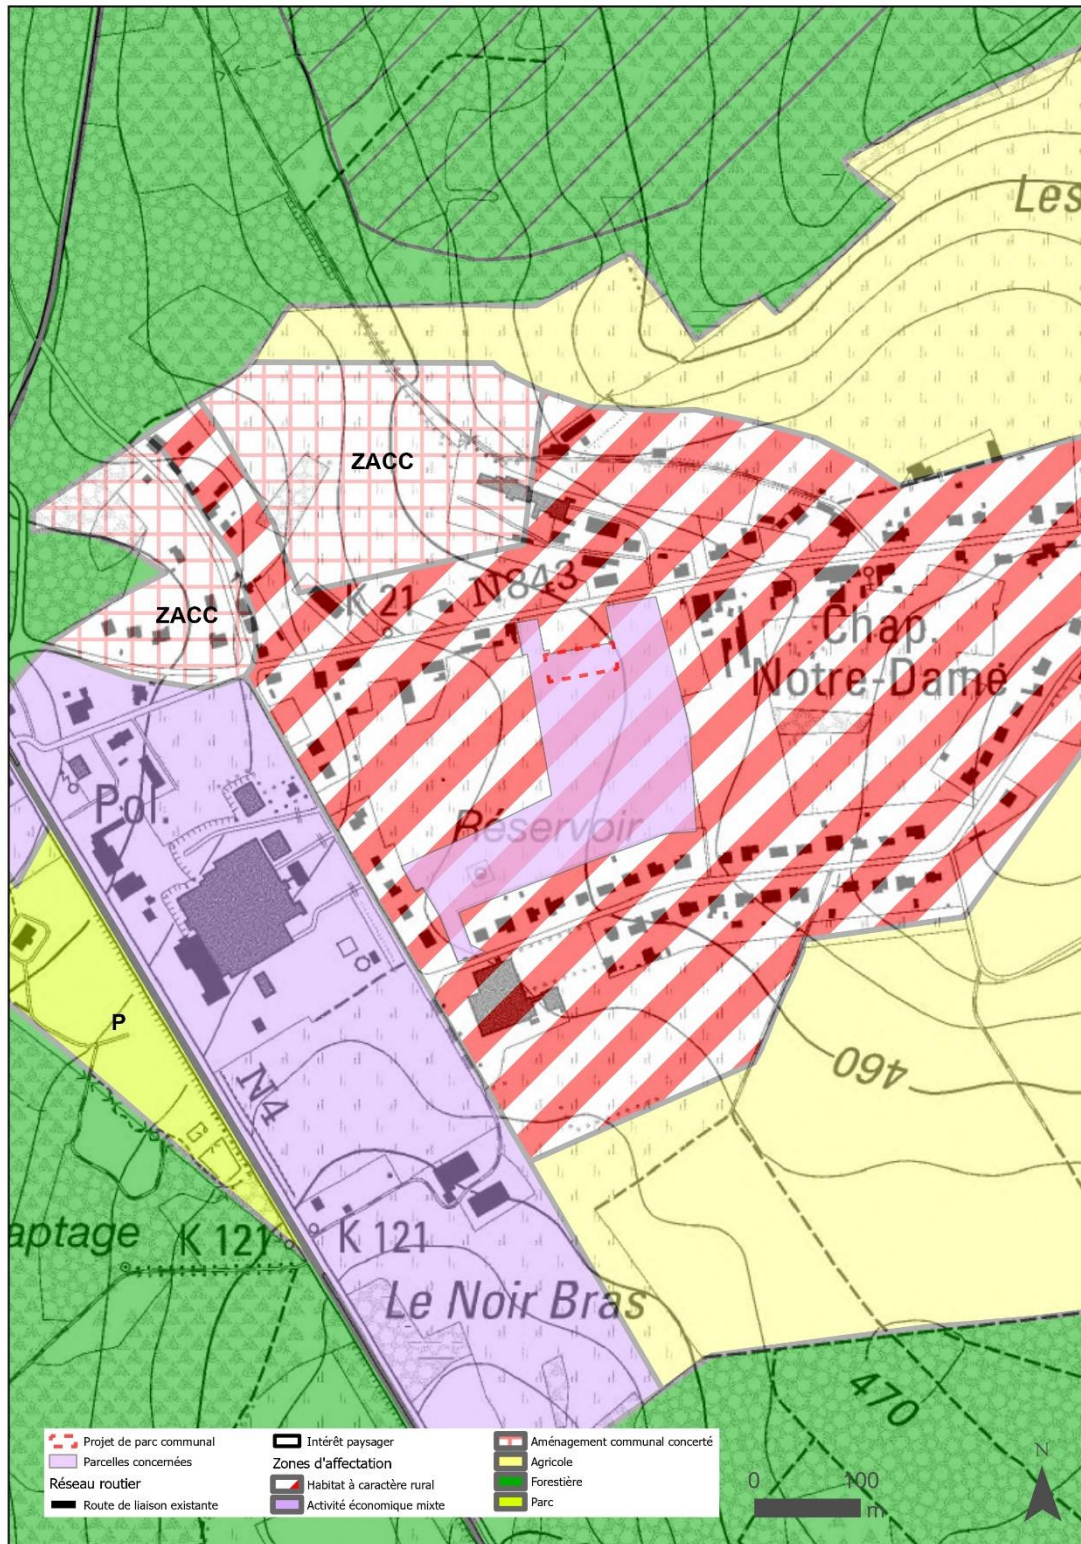 Les
ZACC
K 21
N843
ZACC
Chap.
Notre-Dame
Pol.
Réservoir
P
N4
460
aptage
K 121
K 121
Le Noir Bras
470
Projet de parc communal
Parcelles concernées
Réseau routier
Route de liaison existante
Intérêt paysager
Zones d'affectation
Habitat à caractère rural
Activité économique mixte
Aménagement communal concerté
Agricole
Forestière
Parc
0 100
m
N